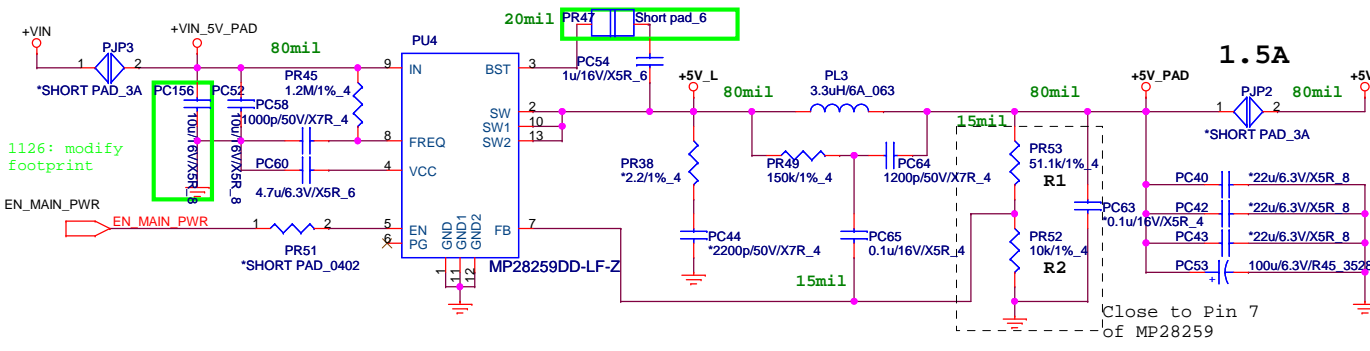 +VIN
+VIN_5V_PAD
PJP3
1
2
*SHORT PAD_3A
80mil
PC156
10u/6V/X5R_8
PC52
10u/6V/X5R_8
PR45
1.2M/1%_4
PC58
1000p/50V/X7R_4
PC60
4.7u/6.3V/X5R_6
1126: modify
footprint
EN_MAIN_PWR
EN_MAIN_PWR
1
2
PR51
*SHORT PAD_0402
PU4
9
IN
8
FREQ
4
VCC
5
EN
6
PG
BST
3
SW
2
SW1
10
SW2
13
FB
7
GND
GND1
GND2
1
11
12
MP28259DD-LF-Z
20mil
PR47
Short pad_6
PC54
1u/16V/X5R_6
+5V_L
80mil
PL3
3.3uH/6A_063
PR38
*2.2/1%_4
PC44
*2200p/50V/X7R_4
PR49
150k/1%_4
PC64
1200p/50V/X7R_4
PC65
0.1u/16V/X5R_4
15mil
15mil
80mil
PR53
51.1k/1%_4
R1
PR52
10k/1%_4
R2
PC63
*0.1u/16V/X5R_4
Close to Pin 7
of MP28259
1.5A
+5V_PAD
1
2
PJP2
*SHORT PAD_3A
80mil
+5V
PC40
*22u/6.3V/X5R_8
PC42
*22u/6.3V/X5R_8
PC43
*22u/6.3V/X5R_8
PC53
+
100u/6.3V/R45_3528